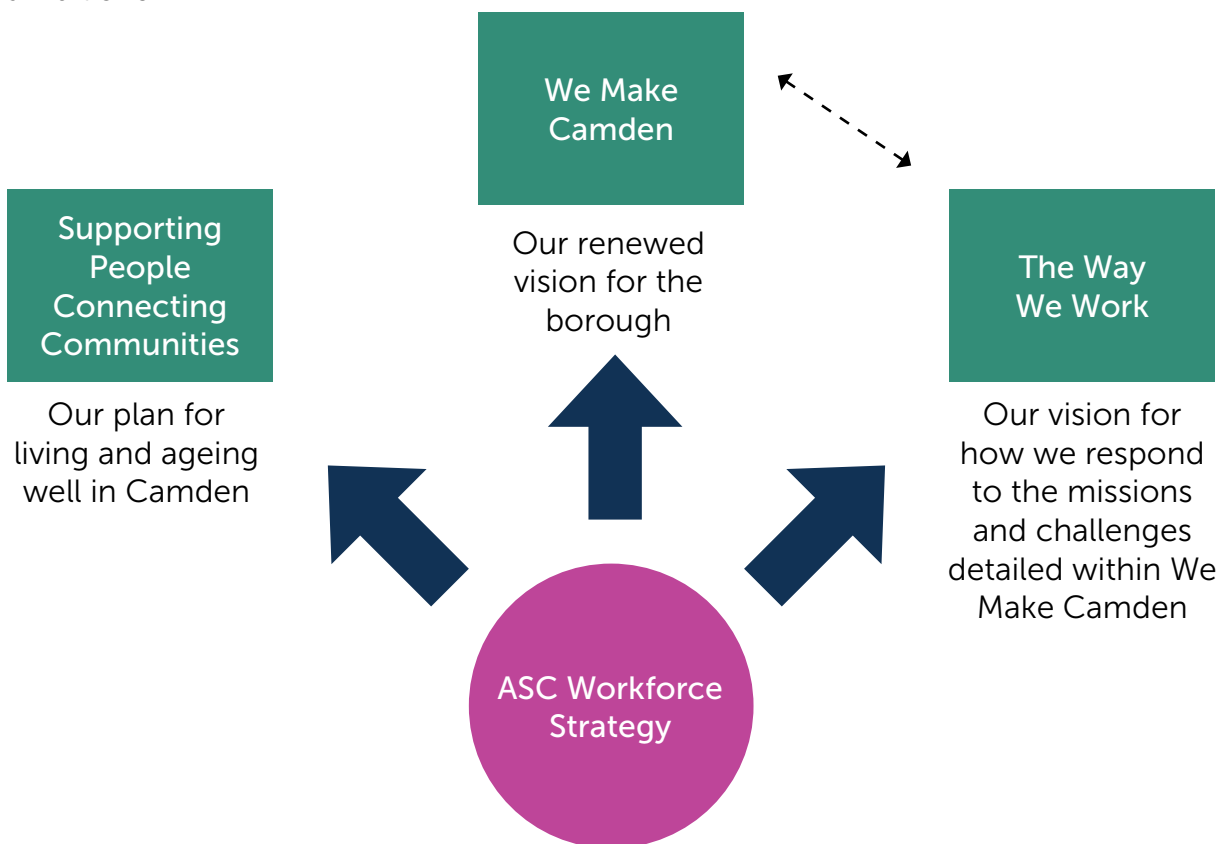 We Make
Camden
Our renewed
vision for the
borough
Supporting
People
Connecting
Communities
Our plan for
living and ageing
well in Camden
The Way
We Work
Our vision for
how we respond
to the missions
and challenges
detailed within We
Make Camden
ASC Workforce
Strategy